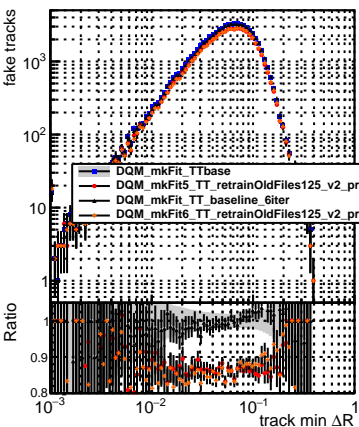 fake tracks
10³
10²
10
1
DQM_mkFit_TTbase
DQM_mkFit5_TT_retrainOldFiles125_v2_pr
DQM_mkFit_TT_baseline_6iter
DQM_mkFit6_TT_retrainOldFiles125_v2_pr
Ratio
1
0.9
0.8
10⁻³ 10⁻² 10⁻¹ 1
track min ΔR